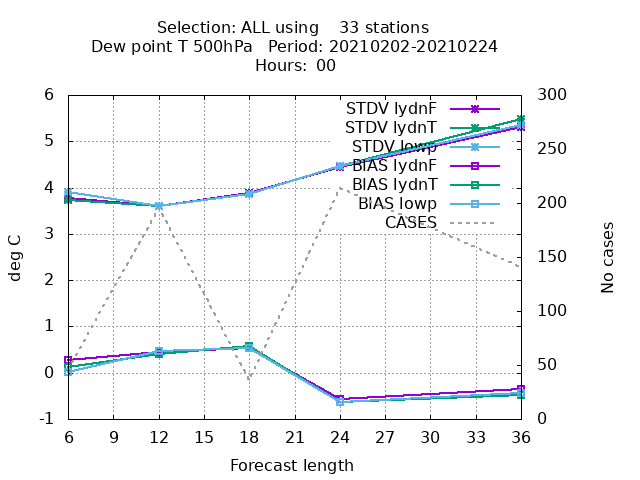 Selection: ALL using    33 stations
Dew point T 500hPa   Period: 20210202-20210224
Hours:  00
6
5
4
3
2
1
0
-1
300
250
200
150
100
50
0
STDV lydnF
STDV lydnT
STDV lowp
BIAS lydnF
BIAS lydnT
BIAS lowp
CASES
deg C
No cases
6 9 12 15 18 21 24 27 30 33 36
Forecast length